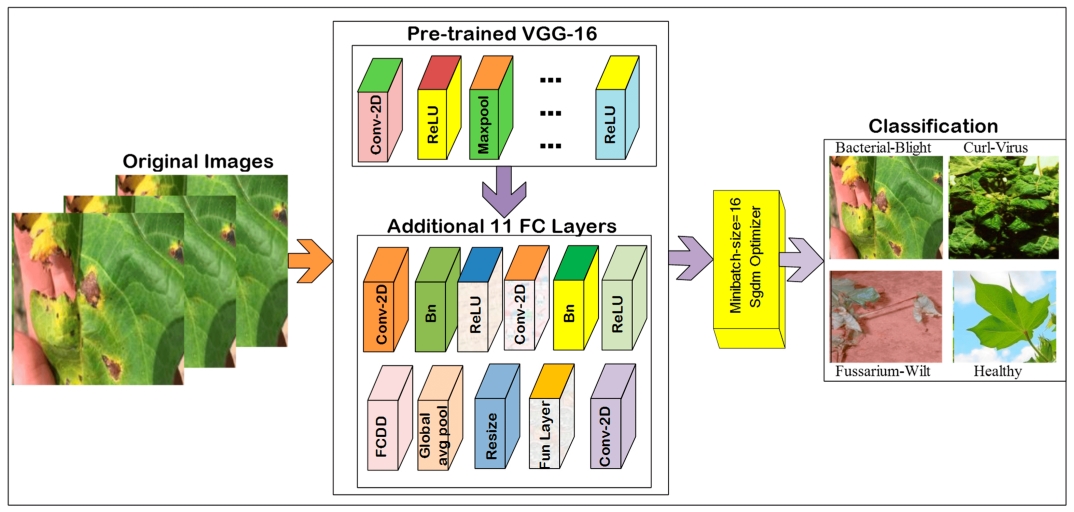 Pre-trained VGG-16
Conv-2D
ReLU
Maxpool
...
...
...
ReLU
Original Images
Additional 11 FC Layers
Conv-2D
Bn
ReLU
Conv-2D
Bn
ReLU
FCDD
Global
avg pool
Resize
Fun Layer
Conv-2D
Minibatch-size=16
Sgdm Optimizer
Classification
Bacterial-Blight
Curl-Virus
Fussarium-Wilt
Healthy